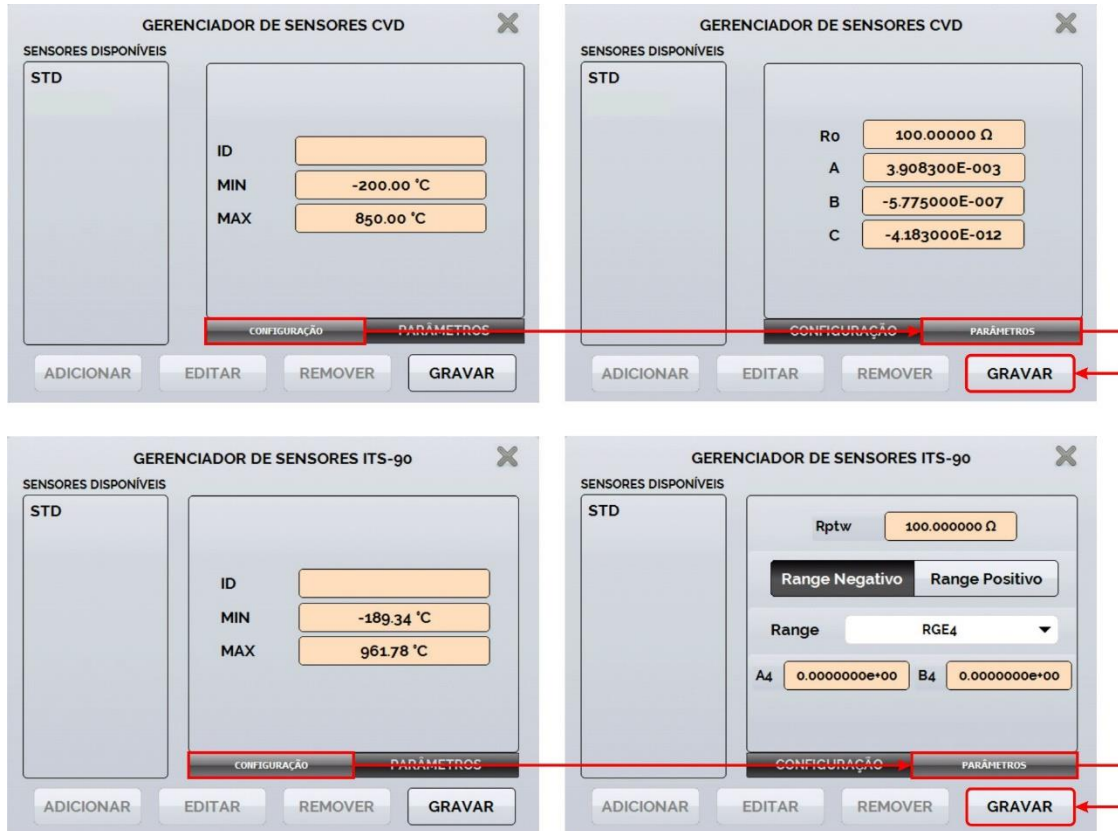 GERENCIADOR DE SENSORES CVD
SENSORES DISPONÍVEIS
STD
ID
MIN -200.00 °C
MAX 850.00 °C
CONFIGURAÇÃO PARÂMETROS
ADICIONAR EDITAR REMOVER GRAVAR
GERENCIADOR DE SENSORES CVD
SENSORES DISPONÍVEIS
STD
R0 100.00000 Ω
A 3.908300E-003
B -5.775000E-007
C -4.183000E-012
CONFIGURAÇÃO PARÂMETROS
ADICIONAR EDITAR REMOVER GRAVAR
GERENCIADOR DE SENSORES ITS-90
SENSORES DISPONÍVEIS
STD
ID
MIN -189.34 °C
MAX 961.78 °C
CONFIGURAÇÃO PARÂMETROS
ADICIONAR EDITAR REMOVER GRAVAR
GERENCIADOR DE SENSORES ITS-90
SENSORES DISPONÍVEIS
STD
Rptw 100.000000 Ω
Range Negativo Range Positivo
Range RGE4
A4 0.0000000e+00 B4 0.0000000e+00
CONFIGURAÇÃO PARÂMETROS
ADICIONAR EDITAR REMOVER GRAVAR